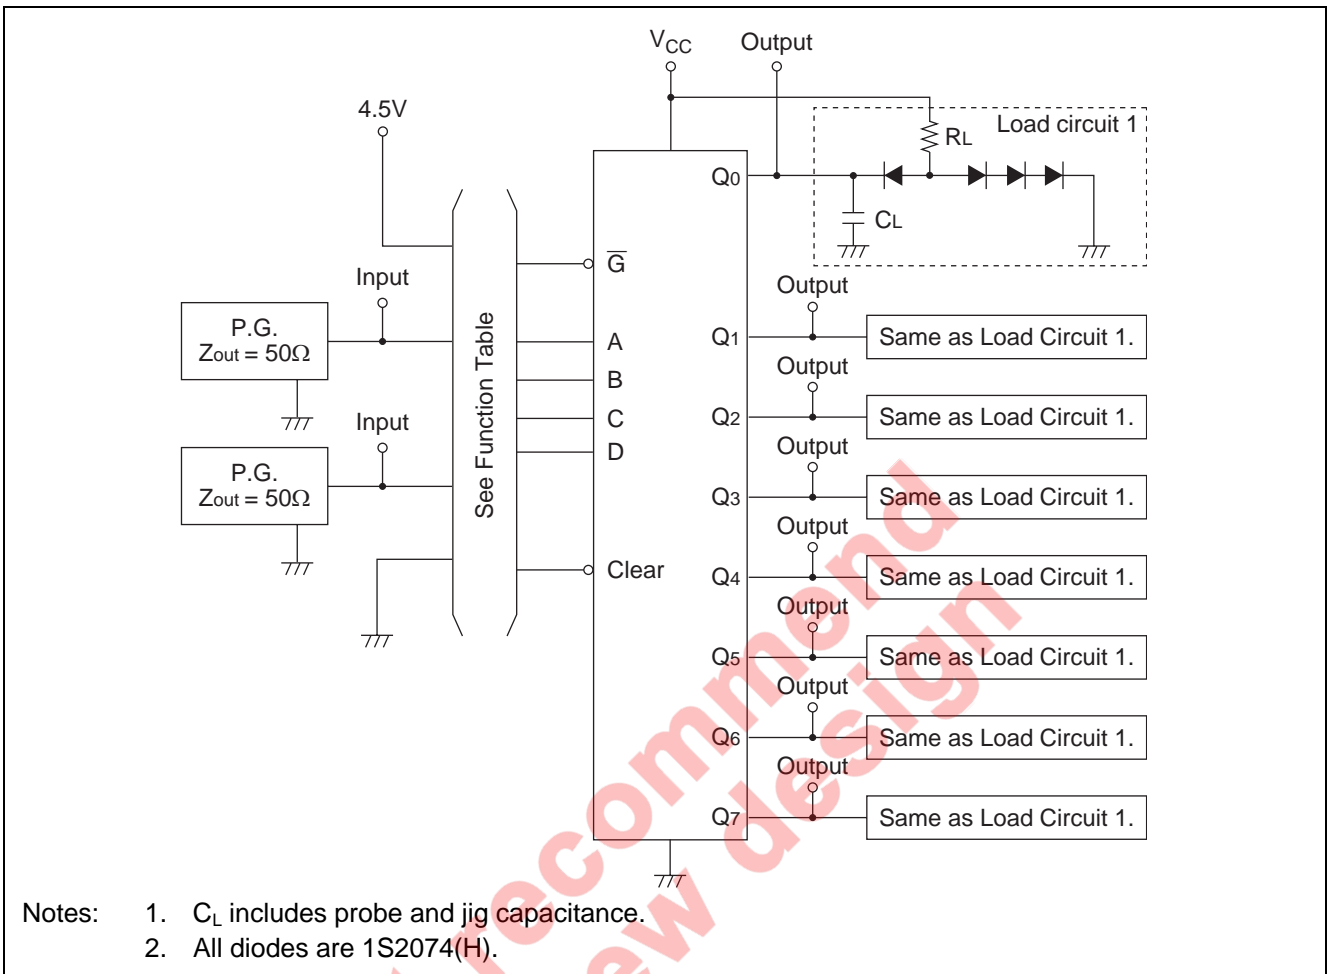 VCC
Output
4.5V
Load circuit 1
RL
Q0
CL
G
Input
Output
P.G.
Zout = 50Ω
A
Q1
Same as Load Circuit 1.
Output
B
See Function Table
Input
C
Q2
Same as Load Circuit 1.
Output
D
P.G.
Zout = 50Ω
Q3
Same as Load Circuit 1.
Output
Clear
Q4
Same as Load Circuit 1.
Output
Q5
Same as Load Circuit 1.
Output
Q6
Same as Load Circuit 1.
Output
Q7
Same as Load Circuit 1.
recommend
ew design
Notes: 1. CL includes probe and jig capacitance.
2. All diodes are 1S2074(H).